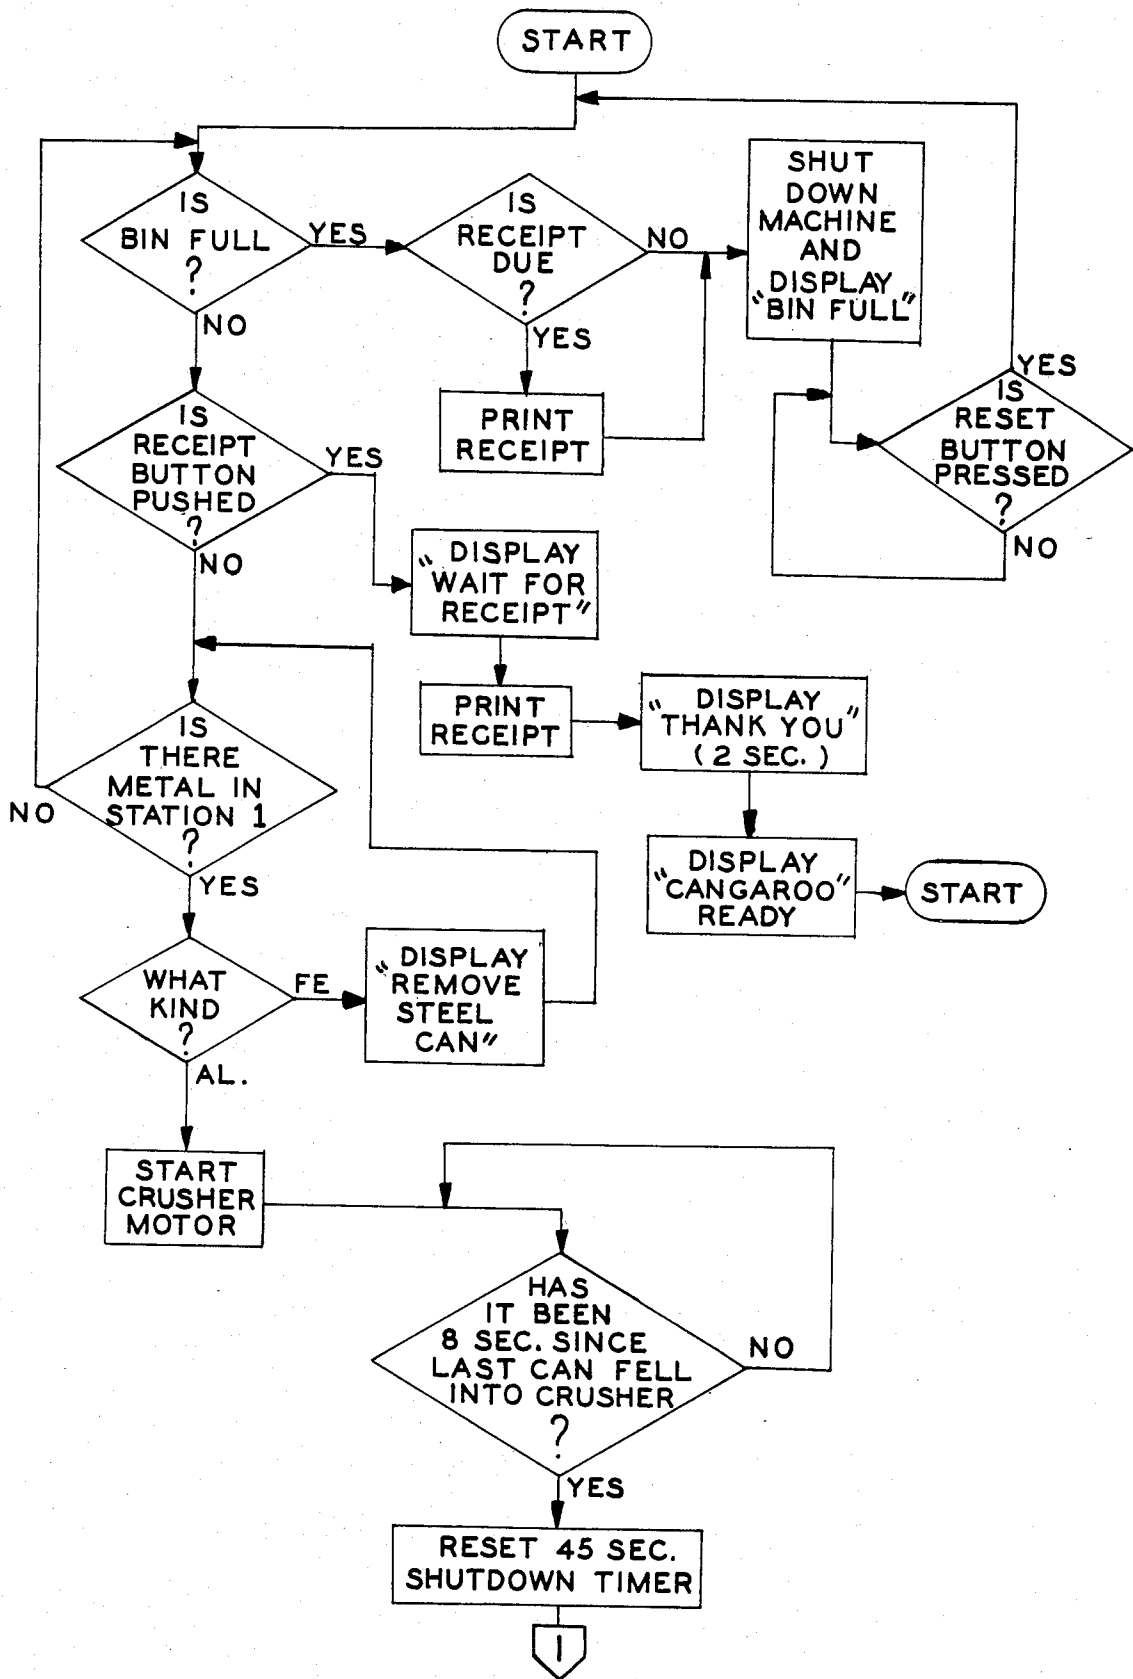 START
IS
BIN FULL
?
YES
NO
IS
RECEIPT
DUE
?
NO
YES
PRINT
RECEIPT
SHUT
DOWN
MACHINE
AND
DISPLAY
"BIN FULL"
YES
IS
RESET
BUTTON
PRESSED
?
NO
IS
RECEIPT
BUTTON
PUSHED
?
YES
NO
"DISPLAY
WAIT FOR
RECEIPT"
PRINT
RECEIPT
"DISPLAY
THANK YOU"
(2 SEC.)
"DISPLAY
CANGAROO"
READY
START
IS
THERE
METAL IN
STATION 1
?
NO
YES
WHAT
KIND
?
FE
AL.
"DISPLAY
REMOVE
STEEL
CAN"
START
CRUSHER
MOTOR
HAS
IT BEEN
8 SEC. SINCE
LAST CAN FELL
INTO CRUSHER
?
NO
YES
RESET 45 SEC.
SHUTDOWN TIMER
1